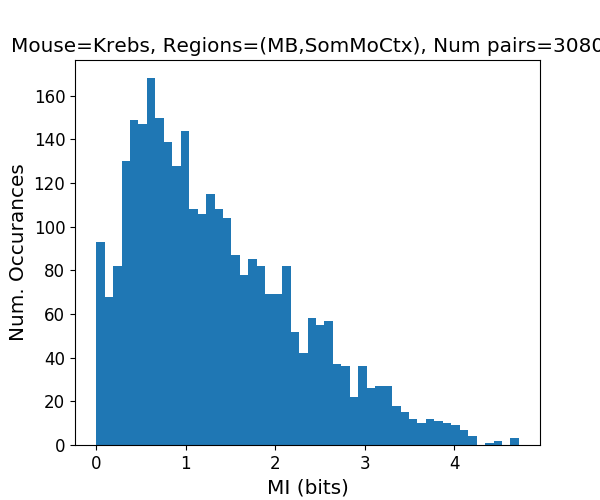 Mouse=Krebs, Regions=(MB,SomMoCtx), Num pairs=3080
Num. Occurances
160
140
120
100
80
60
40
20
0
0 1 2 3 4
MI (bits)